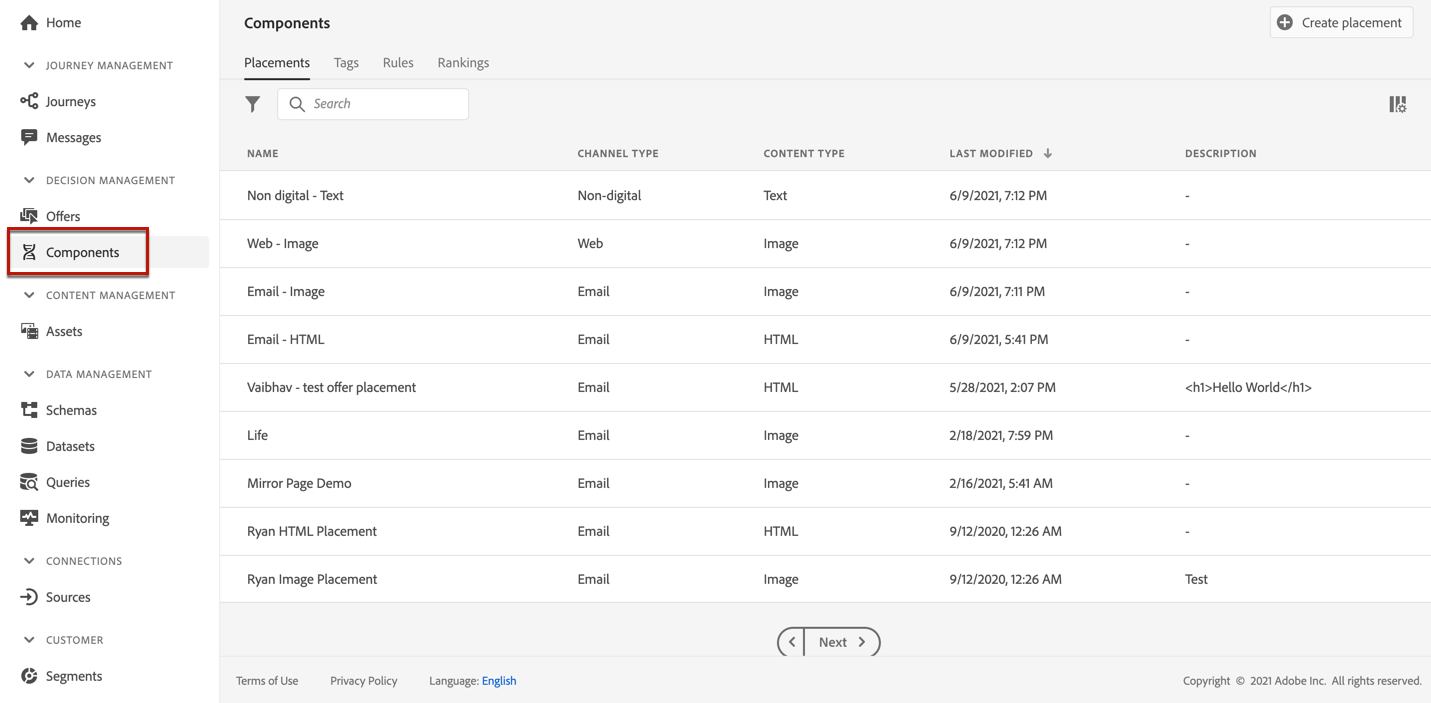 Home
JOURNEY MANAGEMENT
Journeys
Messages
DECISION MANAGEMENT
Offers
Components
CONTENT MANAGEMENT
Assets
DATA MANAGEMENT
Schemas
Datasets
Queries
Monitoring
CONNECTIONS
Sources
CUSTOMER
Segments
Components
Create placement
Placements Tags Rules Rankings
Search
NAME CHANNEL TYPE CONTENT TYPE LAST MODIFIED DESCRIPTION
Non digital - Text Non-digital Text 6/9/2021, 7:12 PM -
Web - Image Web Image 6/9/2021, 7:12 PM -
Email - Image Email Image 6/9/2021, 7:11 PM -
Email - HTML Email HTML 6/9/2021, 5:41 PM -
Vaibhav - test offer placement Email HTML 5/28/2021, 2:07 PM <h1>Hello World</h1>
Life Email Image 2/18/2021, 7:59 PM -
Mirror Page Demo Email Image 2/16/2021, 5:41 AM -
Ryan HTML Placement Email HTML 9/12/2020, 12:26 AM -
Ryan Image Placement Email Image 9/12/2020, 12:26 AM Test
Next
Terms of Use Privacy Policy Language: English Copyright © 2021 Adobe Inc. All rights reserved.